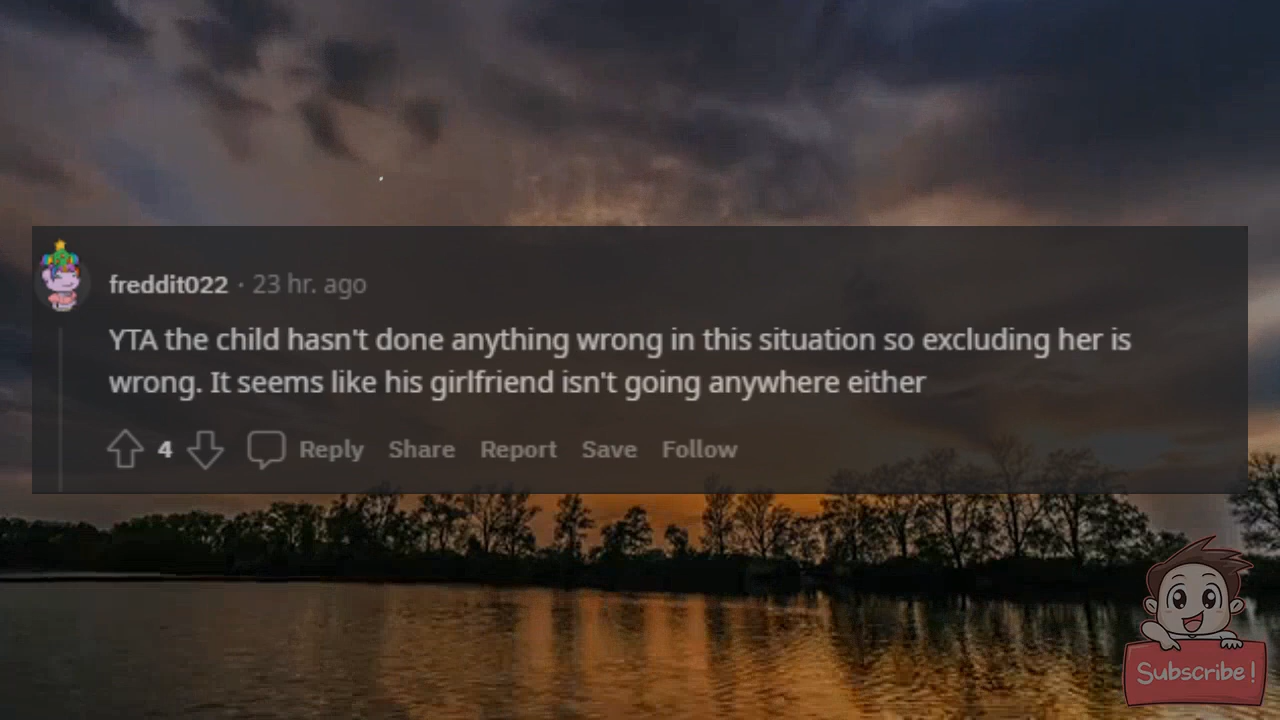 freddit022 · 23 hr. ago
YTA the child hasn't done anything wrong in this situation so excluding her is
wrong. It seems like his girlfriend isn't going anywhere either
4 Reply Share Report Save Follow
Subscribe!